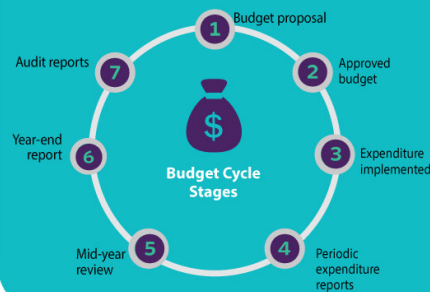 1
Budget proposal
2
Approved
budget
3
Expenditure
implemented
4
Periodic
expenditure
reports
5
Mid-year
review
6
Year-end
report
7
Audit reports
$
Budget Cycle
Stages